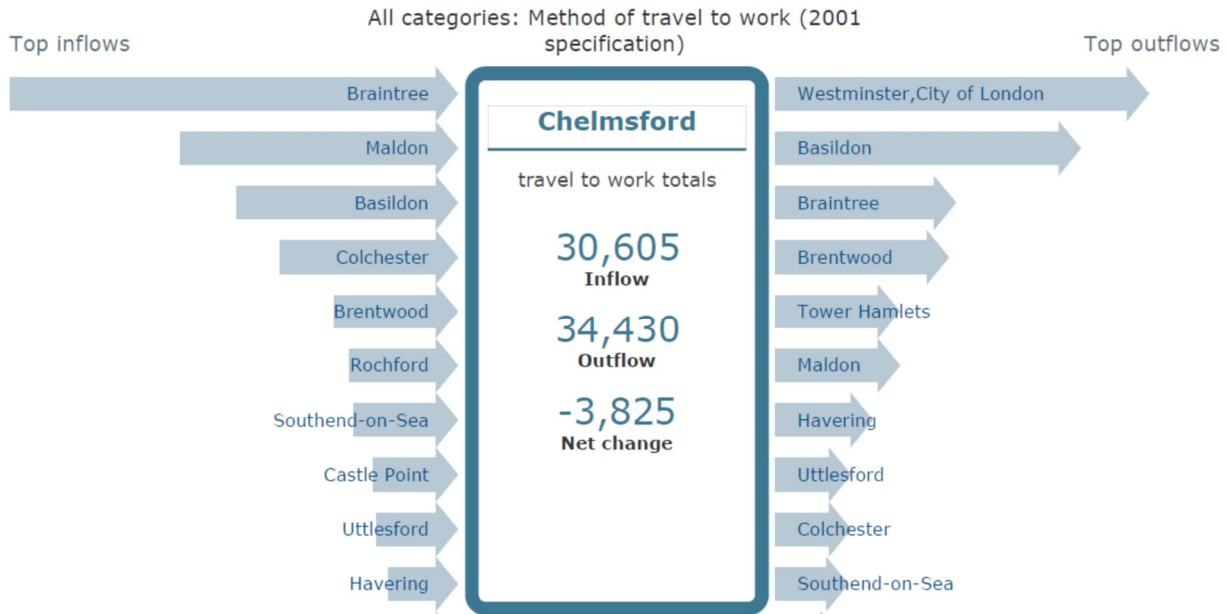 All categories: Method of travel to work (2001
specification)
Top inflows
Top outflows
Braintree
Maldon
Basildon
Colchester
Brentwood
Rochford
Southend-on-Sea
Castle Point
Uttlesford
Havering
Chelmsford
travel to work totals
30,605
Inflow
34,430
Outflow
-3,825
Net change
Westminster,City of London
Basildon
Braintree
Brentwood
Tower Hamlets
Maldon
Havering
Uttlesford
Colchester
Southend-on-Sea